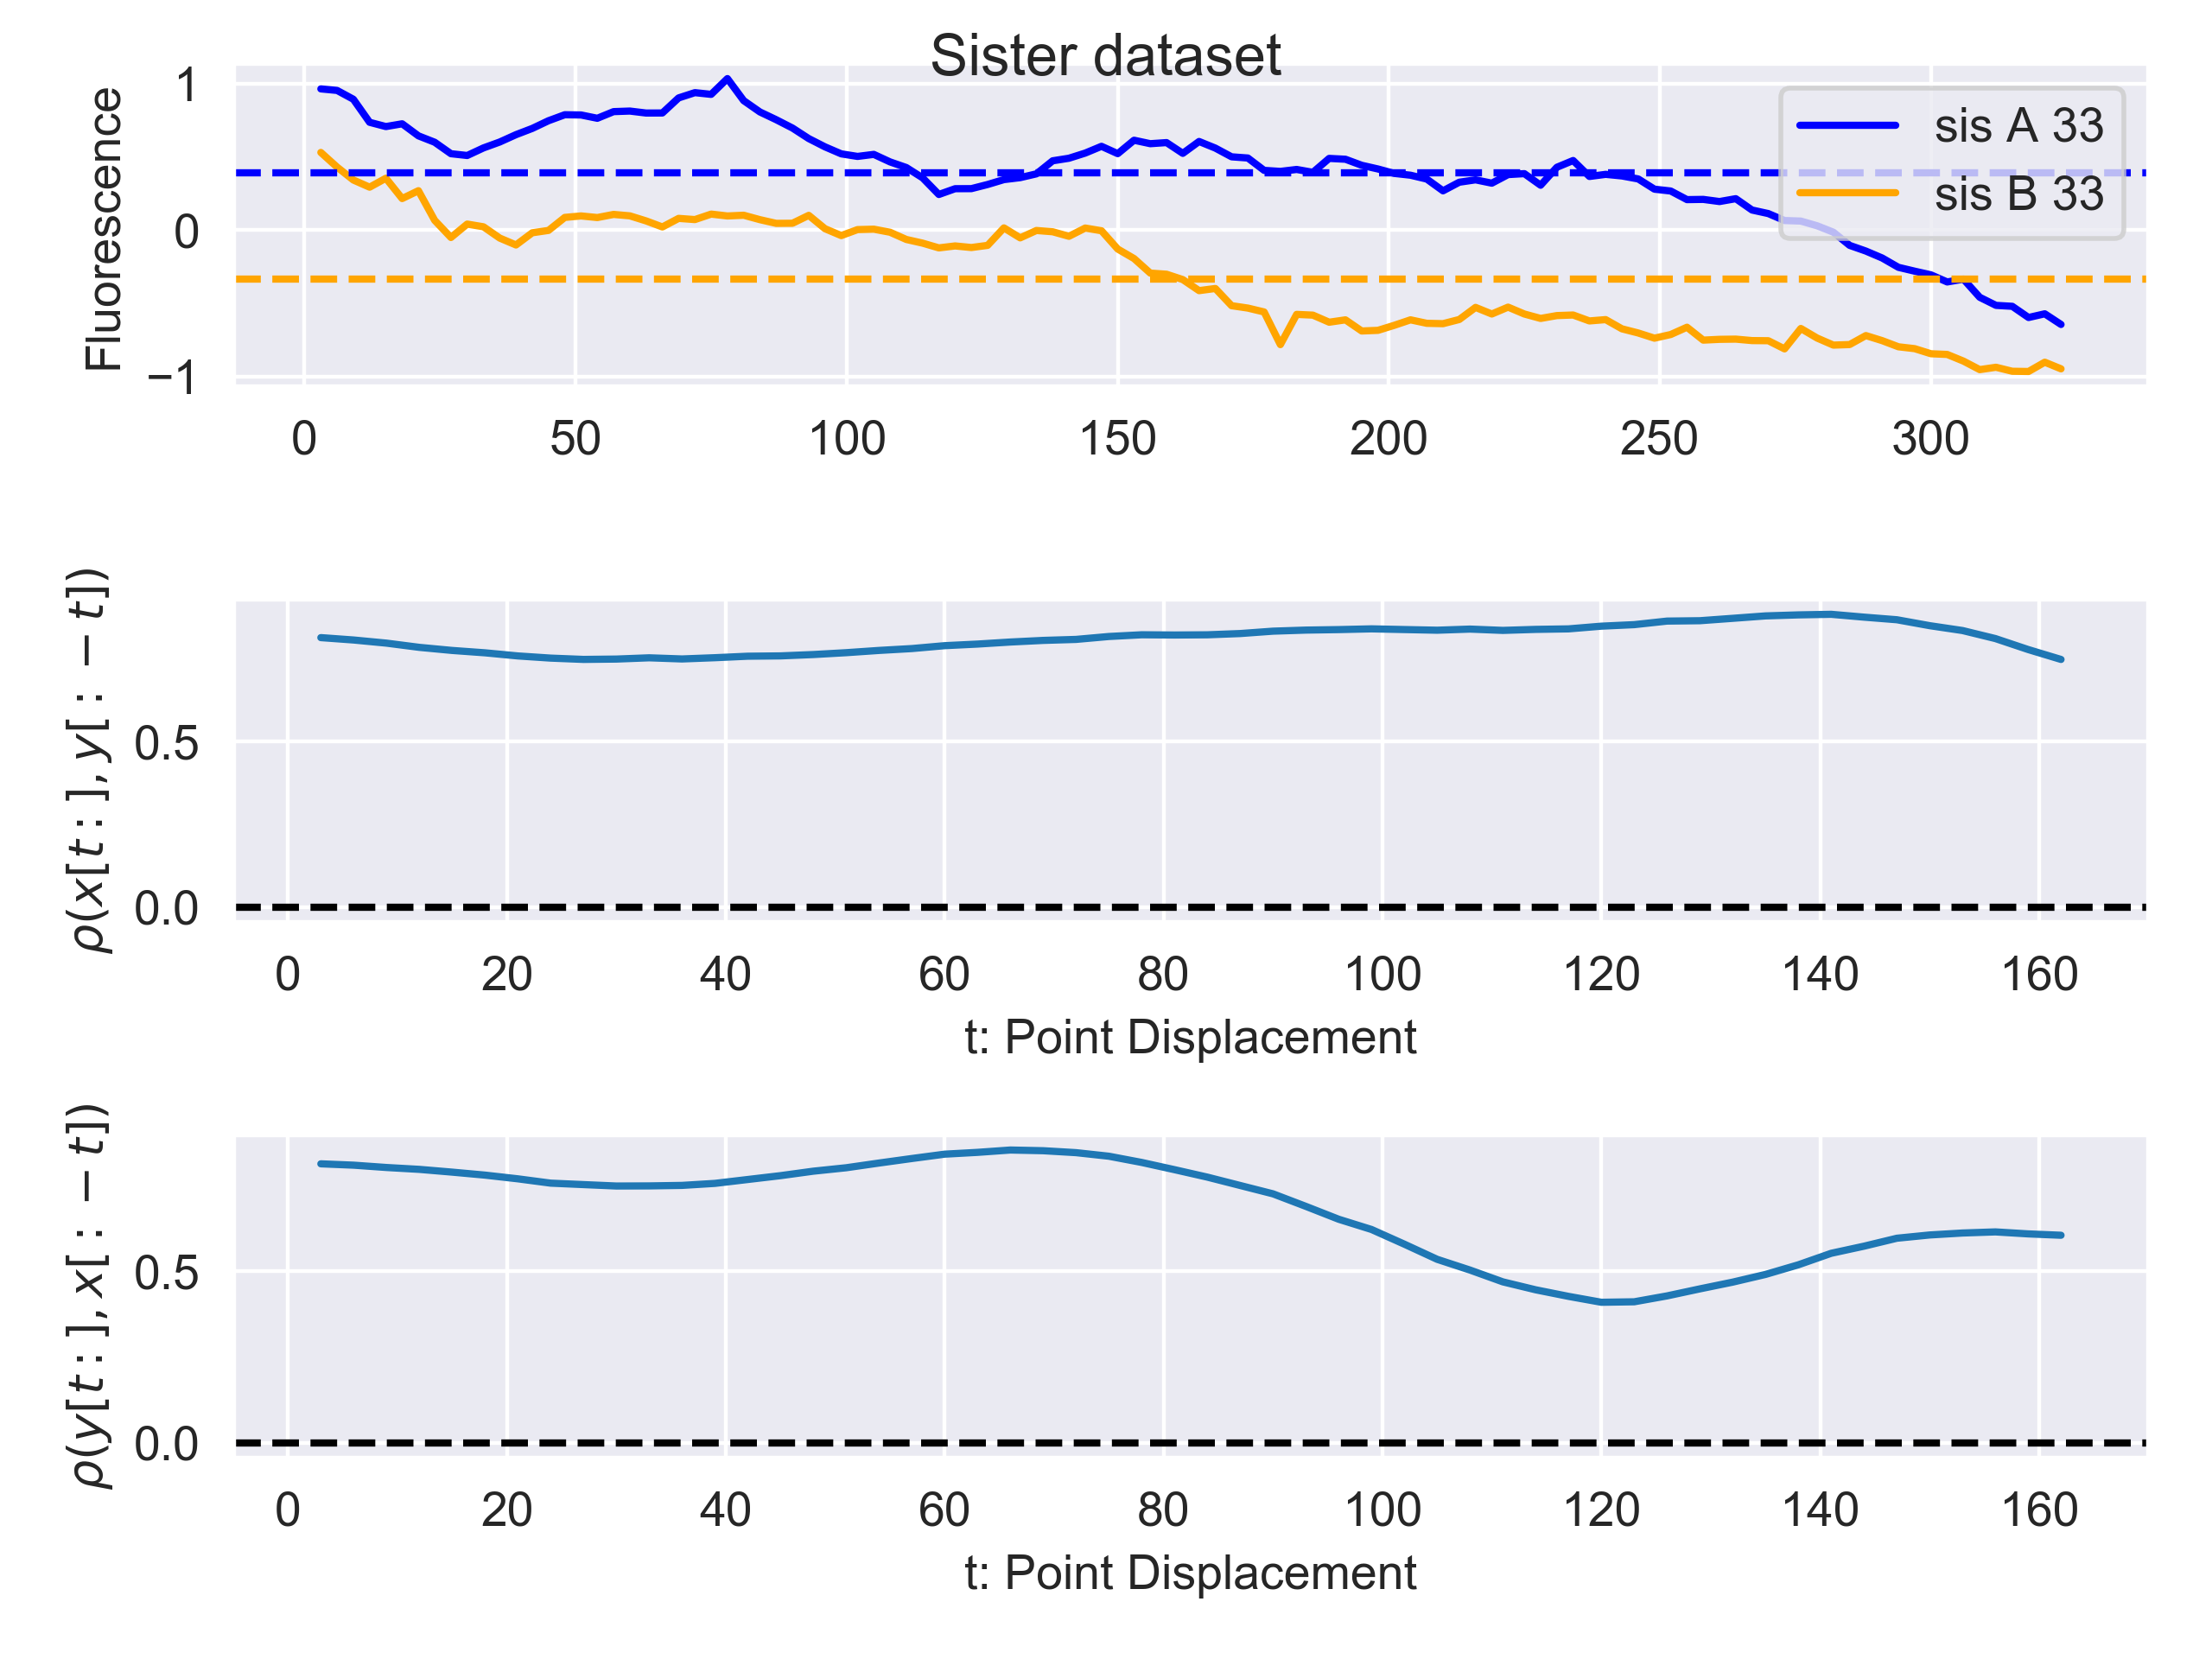 Sister dataset
Fluorescence
1
0
−1
sis A 33
sis B 33
0 50 100 150 200 250 300
ρ(x[t:], y[:−t])
0.5
0.0
0 20 40 60 80 100 120 140 160
t: Point Displacement
ρ(y[t:], x[:−t])
0.5
0.0
0 20 40 60 80 100 120 140 160
t: Point Displacement